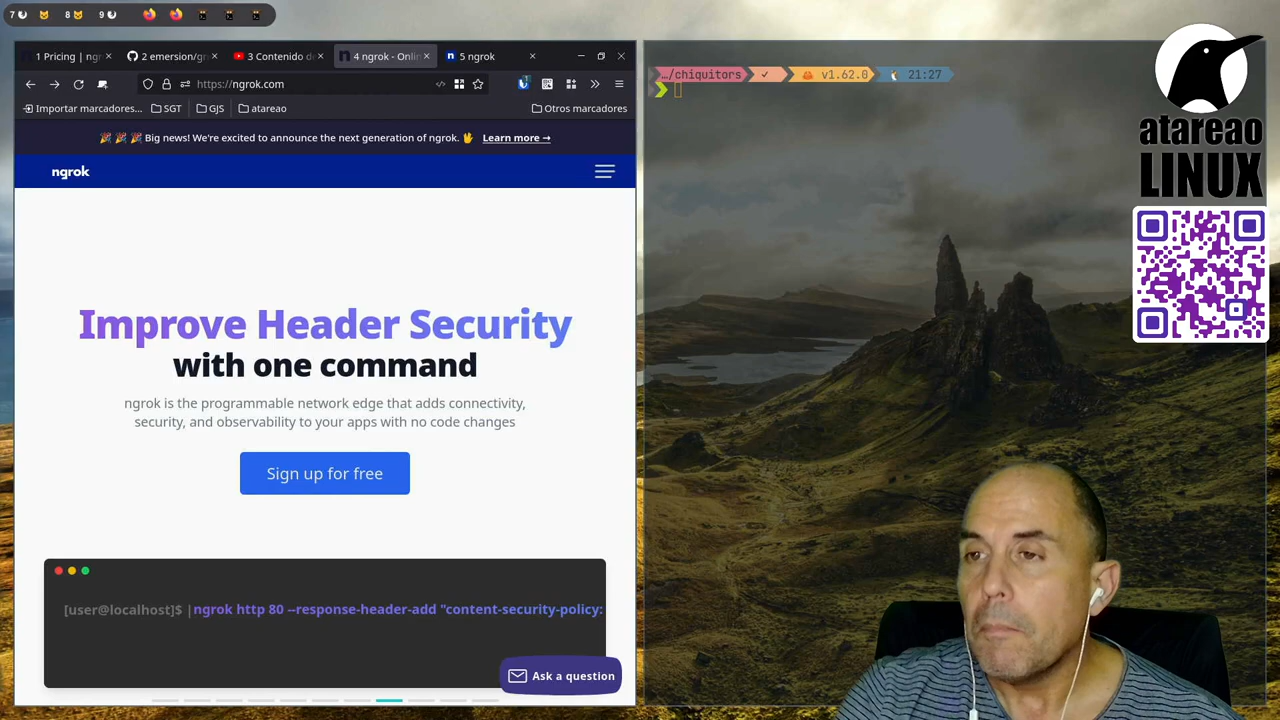 7
8
9
1 Pricing | ng
2 emersion/g
3 Contenido d
4 ngrok - Onlin
5 ngrok
https://ngrok.com
Importar marcadores...
SGT
GJS
atareao
Otros marcadores
Big news! We're excited to announce the next generation of ngrok.
Learn more →
ngrok
Improve Header Security
with one command
ngrok is the programmable network edge that adds connectivity,
security, and observability to your apps with no code changes
Sign up for free
[user@localhost]$ |ngrok http 80 --response-header-add "content-security-policy:
Ask a question
…/chiquitors
✓
v1.62.0
21:27
atareao
LINUX